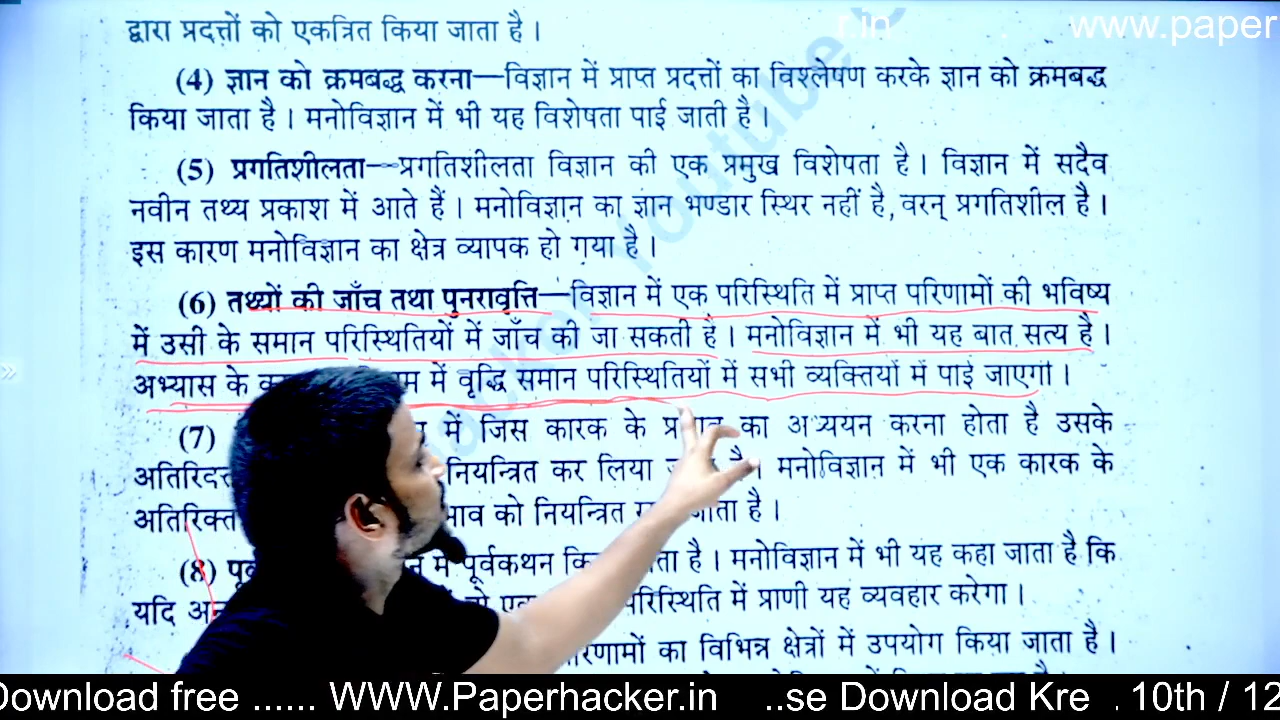 r.in www.paper
द्वारा प्रदत्तों को एकत्रित किया जाता है ।
(4) ज्ञान को क्रमबद्ध करना—विज्ञान में प्राप्त प्रदत्तों का विश्लेषण करके ज्ञान को क्रमबद्ध
किया जाता है । मनोविज्ञान में भी यह विशेषता पाई जाती है ।
(5) प्रगतिशीलता—प्रगतिशीलता विज्ञान की एक प्रमुख विशेषता है । विज्ञान में सदैव
नवीन तथ्य प्रकाश में आते हैं । मनोविज्ञान का ज्ञान भण्डार स्थिर नहीं है, वरन् प्रगतिशील है ।
इस कारण मनोविज्ञान का क्षेत्र व्यापक हो गया है ।
(6) तथ्यों की जाँच तथा पुनरावृत्ति—विज्ञान में एक परिस्थिति में प्राप्त परिणामों की भविष्य
में उसी के समान परिस्थितियों में जाँच की जा सकती है । मनोविज्ञान में भी यह बात सत्य है ।
अभ्यास के में वृद्धि समान परिस्थितियों में सभी व्यक्तियों में पाई जाएगी ।
(7) में जिस कारक के का अध्ययन करना होता है उसके
नियन्त्रित कर लिया है । मनोविज्ञान में भी एक कारक के
अतिरिक्त को नियन्त्रित जाता है ।
(8) में पूर्वकथन है । मनोविज्ञान में भी यह कहा जाता है कि
यदि परिस्थिति में प्राणी यह व्यवहार करेगा ।
का विभिन्न क्षेत्रों में उपयोग किया जाता है ।
Youtube
Download free ...... WWW.Paperhacker.in ..se Download Kre . 10th / 12